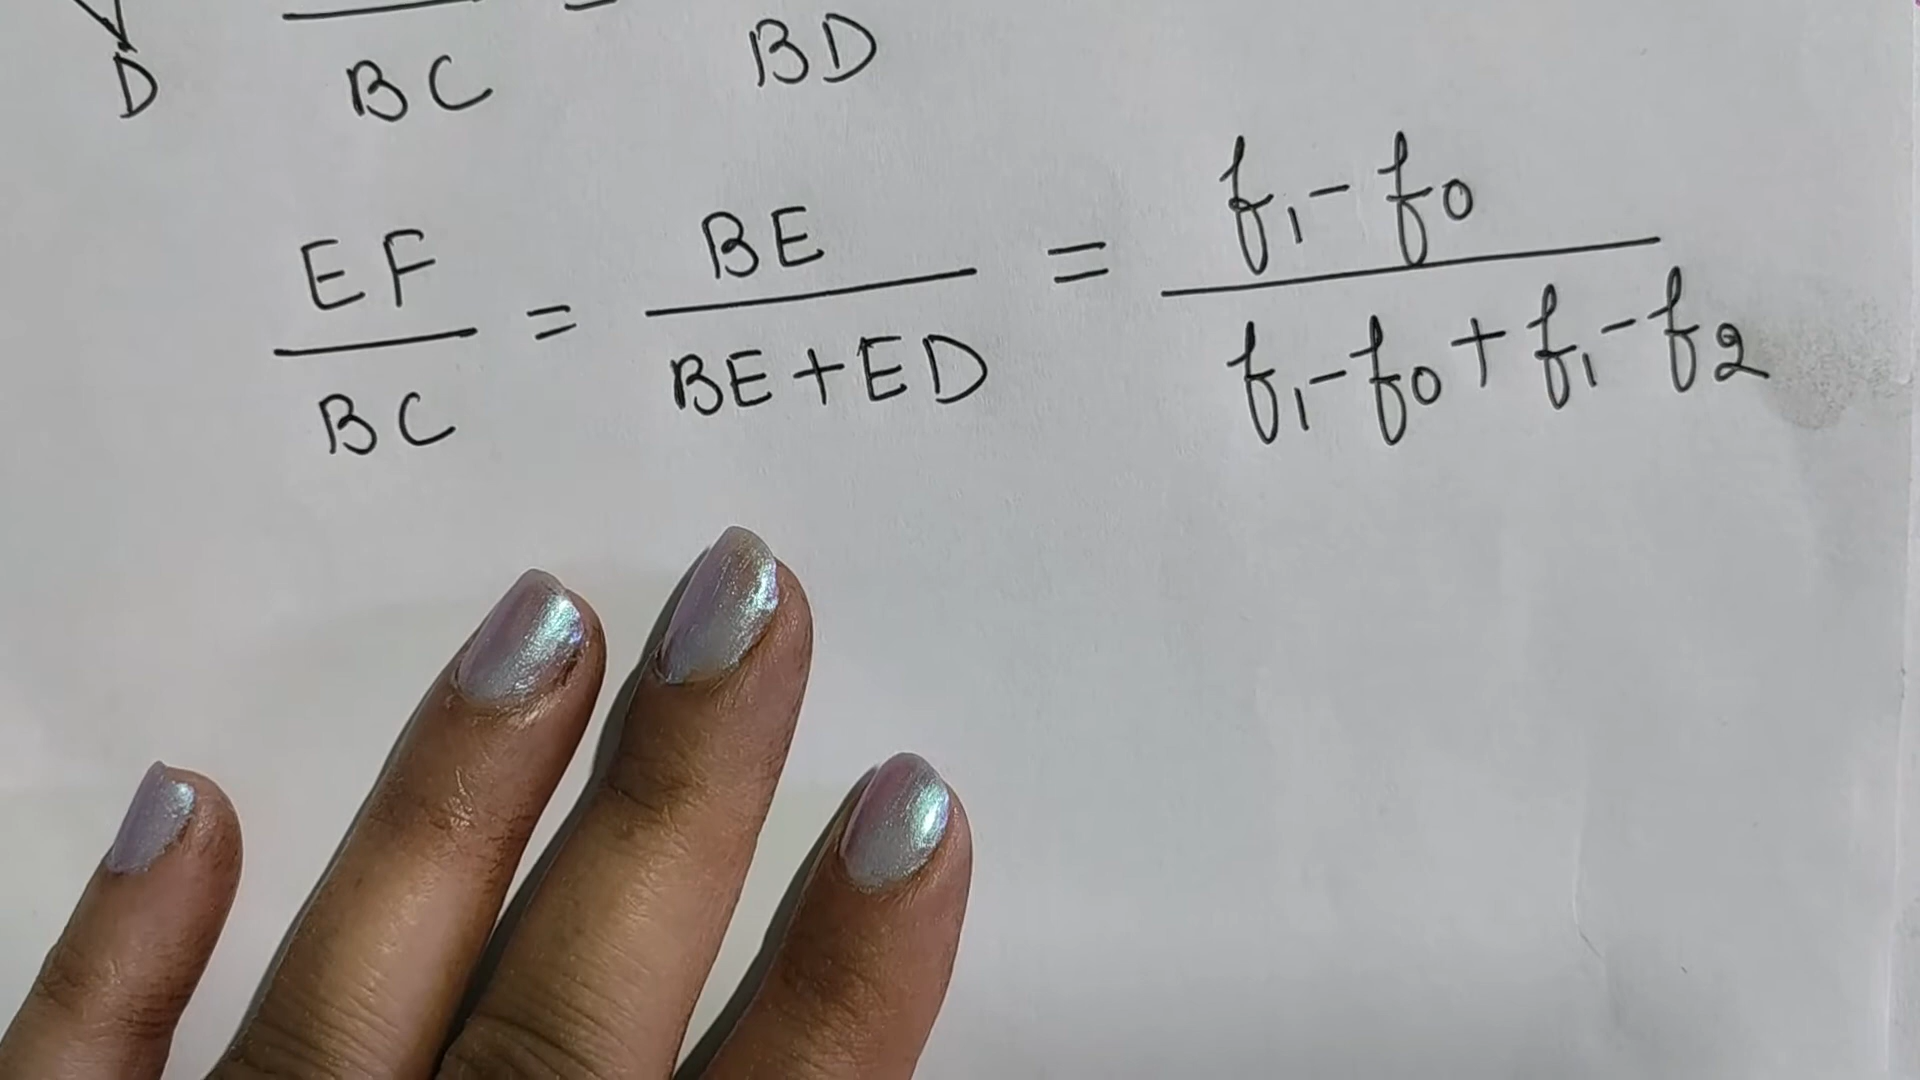 D
BC = BD
EF/BC = BE/(BE+ED) = (f₁-f₀)/(f₁-f₀+f₁-f₂)